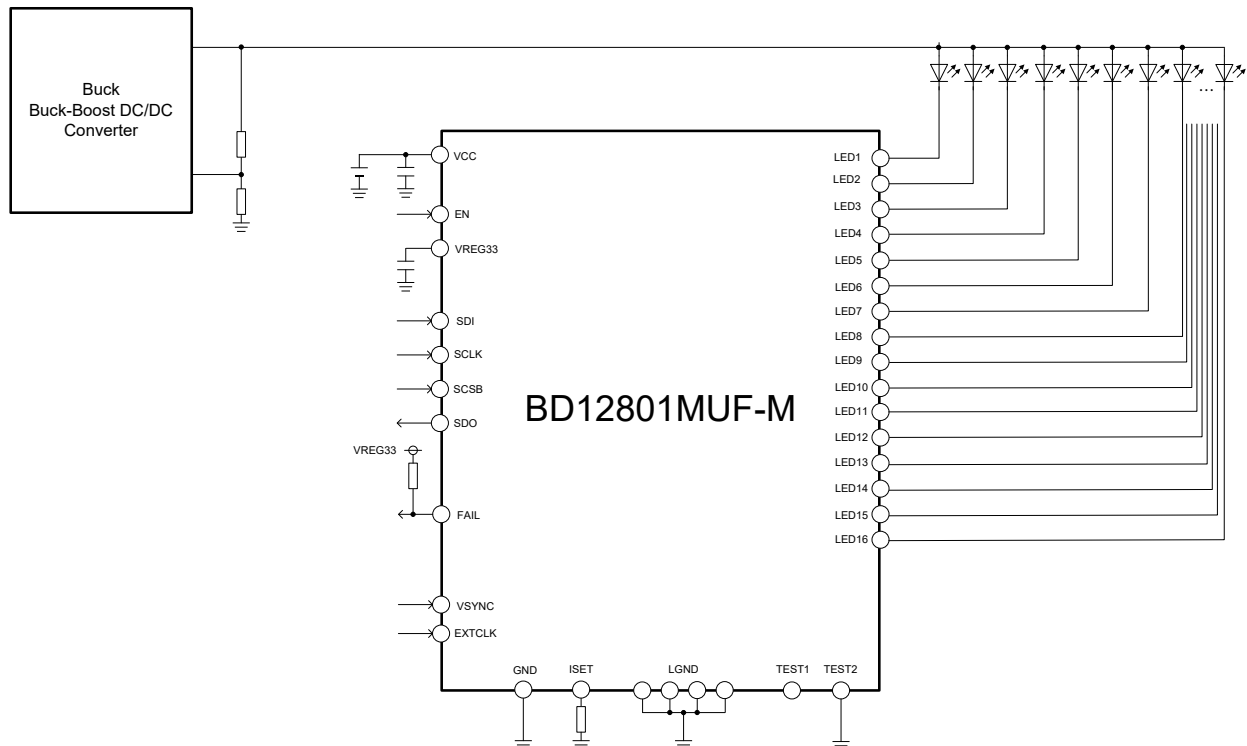 Buck
Buck-Boost DC/DC
Converter
VCC
EN
VREG33
SDI
SCLK
SCSB
SDO
VREG33
FAIL
VSYNC
EXTCLK
BD12801MUF-M
LED1
LED2
LED3
LED4
LED5
LED6
LED7
LED8
LED9
LED10
LED11
LED12
LED13
LED14
LED15
LED16
...
GND
ISET
LGND
TEST1
TEST2